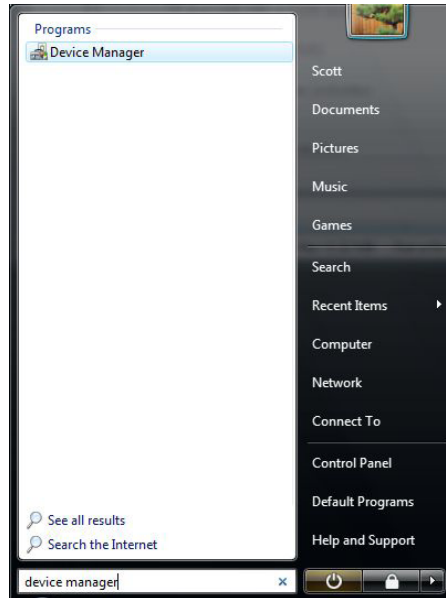 Programs
Device Manager
See all results
Search the Internet
device manager
Scott
Documents
Pictures
Music
Games
Search
Recent Items
Computer
Network
Connect To
Control Panel
Default Programs
Help and Support